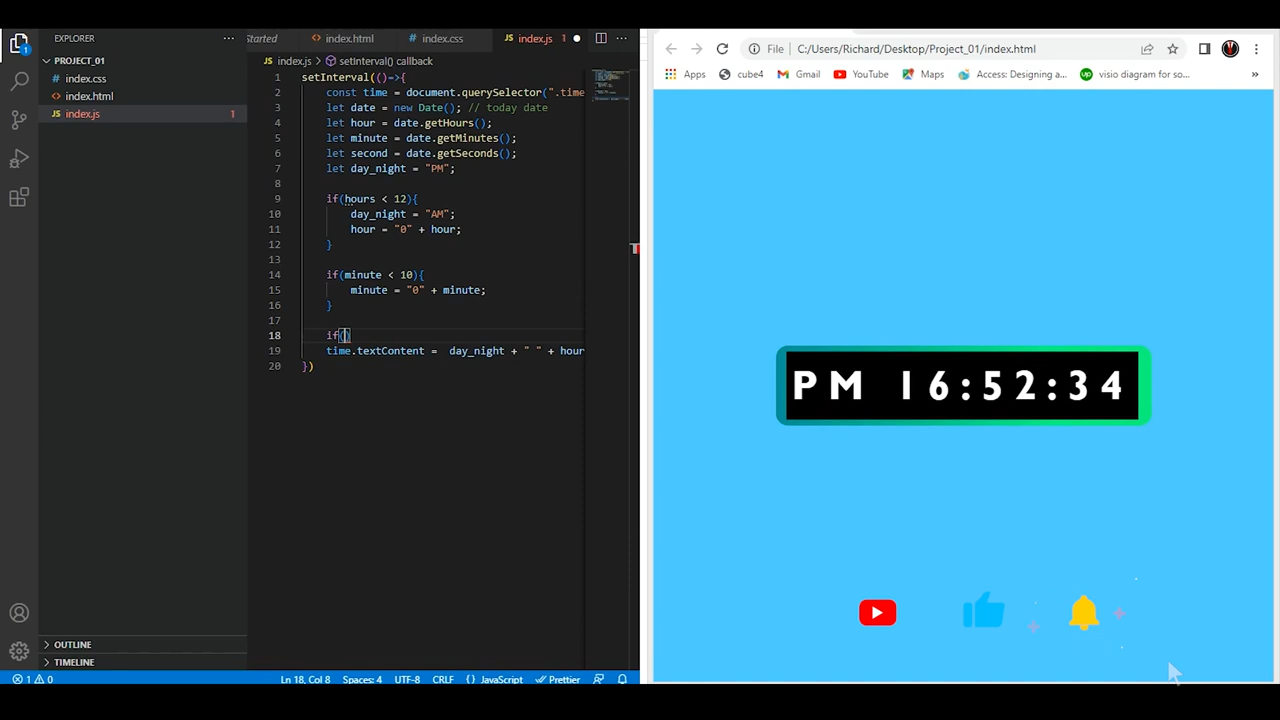 EXPLORER
PROJECT_01
index.css
index.html
index.js 1
OUTLINE
TIMELINE
Started index.html index.css index.js 1
index.js > setInterval() callback
1 setInterval(()=>{
2 const time = document.querySelector(".time
3 let date = new Date(); // today date
4 let hour = date.getHours();
5 let minute = date.getMinutes();
6 let second = date.getSeconds();
7 let day_night = "PM";
8
9 if(hours < 12){
10 day_night = "AM";
11 hour = "0" + hour;
12 }
13
14 if(minute < 10){
15 minute = "0" + minute;
16 }
17
18 if()
19 time.textContent =  day_night + " " + hour
20 })
1 0 Ln 18, Col 8 Spaces: 4 UTF-8 CRLF {} JavaScript Prettier
File C:/Users/Richard/Desktop/Project_01/index.html
Apps cube4 Gmail YouTube Maps Access: Designing a... up visio diagram for so... »
PM 16:52:34